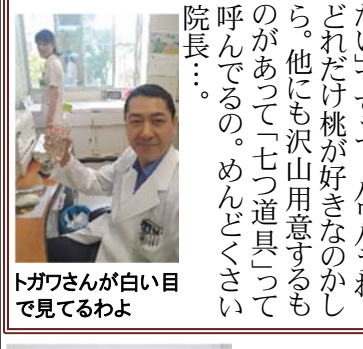 どれだけ桃が好きなのかし
ら。他にも沢山用意するも
のがあって「七つ道具」って
呼んでるの。めんどくさい
院長…。
トガワさんが白い目
で見てるわよ